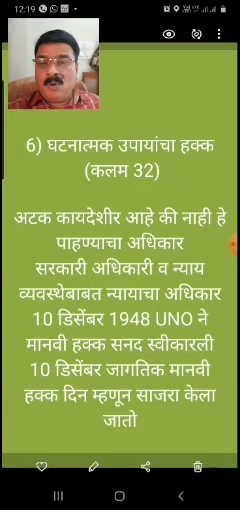 12:19
6) घटनात्मक उपायांचा हक्क
(कलम 32)
अटक कायदेशीर आहे की नाही हे
पाहण्याचा अधिकार
सरकारी अधिकारी व न्याय
व्यवस्थेबाबत न्यायाचा अधिकार
10 डिसेंबर 1948 UNO ने
मानवी हक्क सनद स्वीकारली
10 डिसेंबर जागतिक मानवी
हक्क दिन म्हणून साजरा केला
जातो